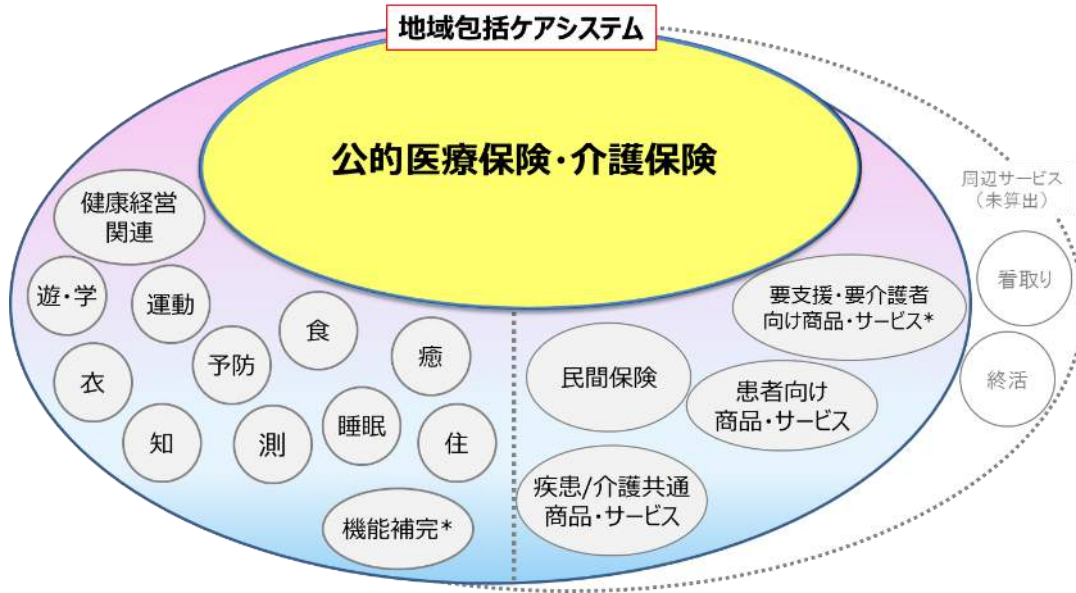 地域包括ケアシステム
公的医療保険・介護保険
健康経営
関連
遊・学
運動
食
癒
衣
予防
知
測
睡眠
住
機能補完*
要支援・要介護者
向け商品・サービス*
民間保険
患者向け
商品・サービス
疾患/介護共通
商品・サービス
周辺サービス
（未算出）
看取り
終活